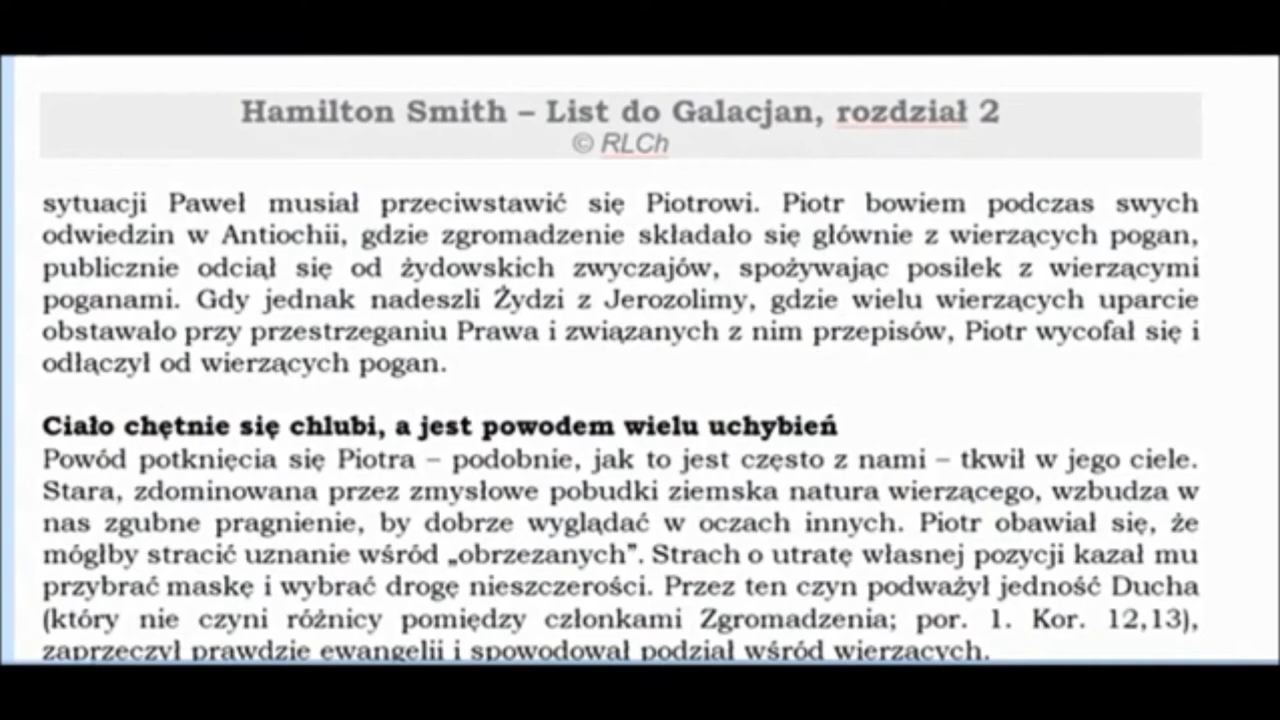 Hamilton Smith – List do Galacjan, rozdział 2
© RLCh
sytuacji Paweł musiał przeciwstawić się Piotrowi. Piotr bowiem podczas swych
odwiedzin w Antiochii, gdzie zgromadzenie składało się głównie z wierzących pogan,
publicznie odciął się od żydowskich zwyczajów, spożywając posiłek z wierzącymi
poganami. Gdy jednak nadeszli Żydzi z Jerozolimy, gdzie wielu wierzących uparcie
obstawało przy przestrzeganiu Prawa i związanych z nim przepisów, Piotr wycofał się i
odłączył od wierzących pogan.
Ciało chętnie się chlubi, a jest powodem wielu uchybień
Powód potknięcia się Piotra – podobnie, jak to jest często z nami – tkwił w jego ciele.
Stara, zdominowana przez zmysłowe pobudki ziemska natura wierzącego, wzbudza w
nas zgubne pragnienie, by dobrze wyglądać w oczach innych. Piotr obawiał się, że
mógłby stracić uznanie wśród „obrzezanych”. Strach o utratę własnej pozycji kazał mu
przybrać maskę i wybrać drogę nieszczerości. Przez ten czyn podważył jedność Ducha
(który nie czyni różnicy pomiędzy członkami Zgromadzenia; por. 1. Kor. 12,13),
zaprzeczył prawdzie ewangelii i spowodował podział wśród wierzących.